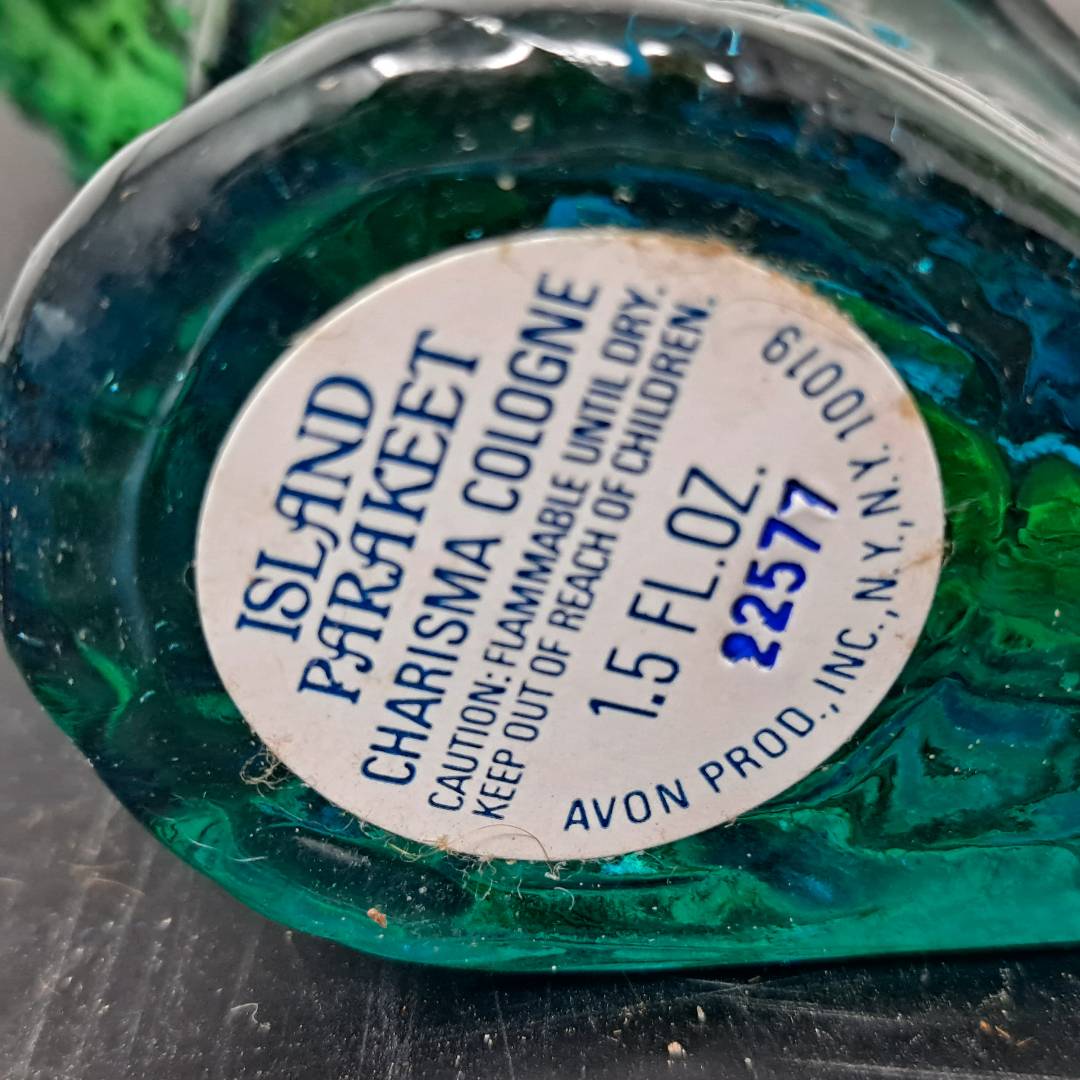 ISLAND
PARAKEET
CHARISMA COLOGNE
CAUTION: FLAMMABLE UNTIL DRY.
KEEP OUT OF REACH OF CHILDREN.
1.5 FL. OZ.
22577
AVON PROD., INC., N.Y., N.Y. 10019